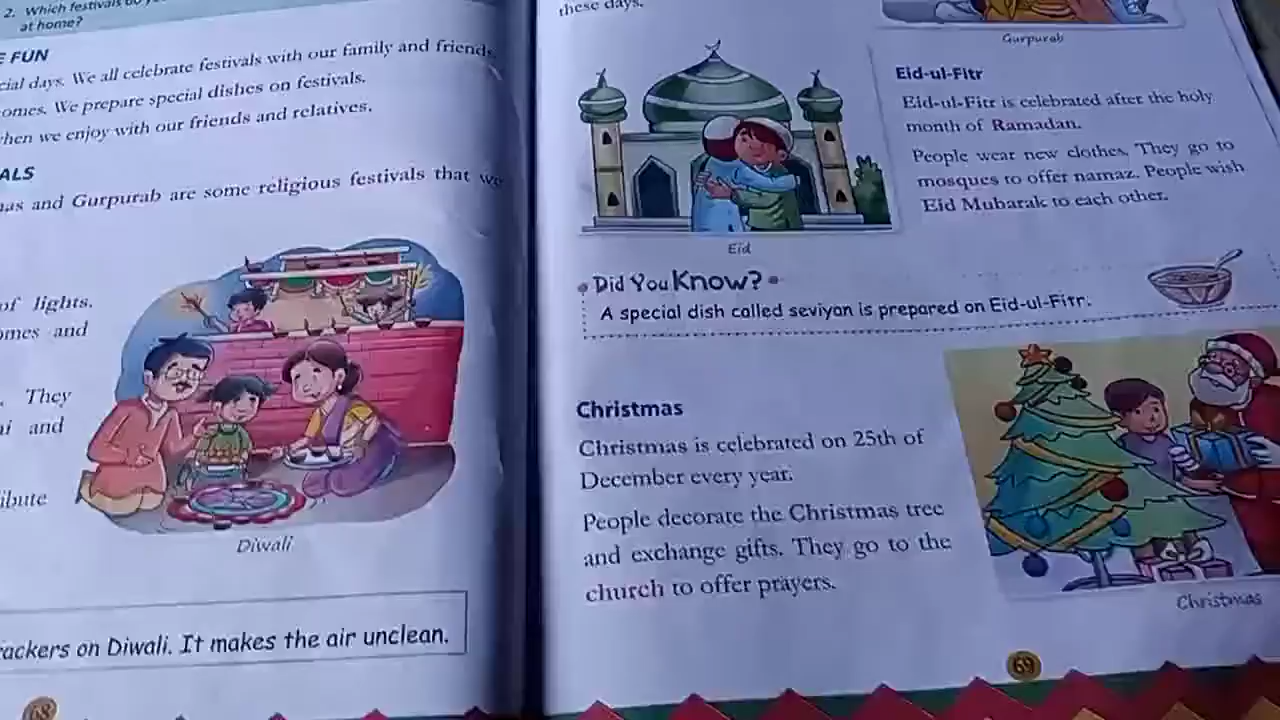 2. Which festivals do
at home?
FUN
cial days. We all celebrate festivals with our family and friends.
omes. We prepare special dishes on festivals.
when we enjoy with our friends and relatives.
ALS
mas and Gurpurab are some religious festivals that we
of lights.
omes and
. They
ai and
ibute
Diwali
rackers on Diwali. It makes the air unclean.
68
these days.
Gurpurab
Eid-ul-Fitr
Eid-ul-Fitr is celebrated after the holy
month of Ramadan.
People wear new clothes. They go to
mosques to offer namaz. People wish
Eid Mubarak to each other.
Eid
Did You Know?
A special dish called seviyan is prepared on Eid-ul-Fitr.
Christmas
Christmas is celebrated on 25th of
December every year.
People decorate the Christmas tree
and exchange gifts. They go to the
church to offer prayers.
Christmas
69